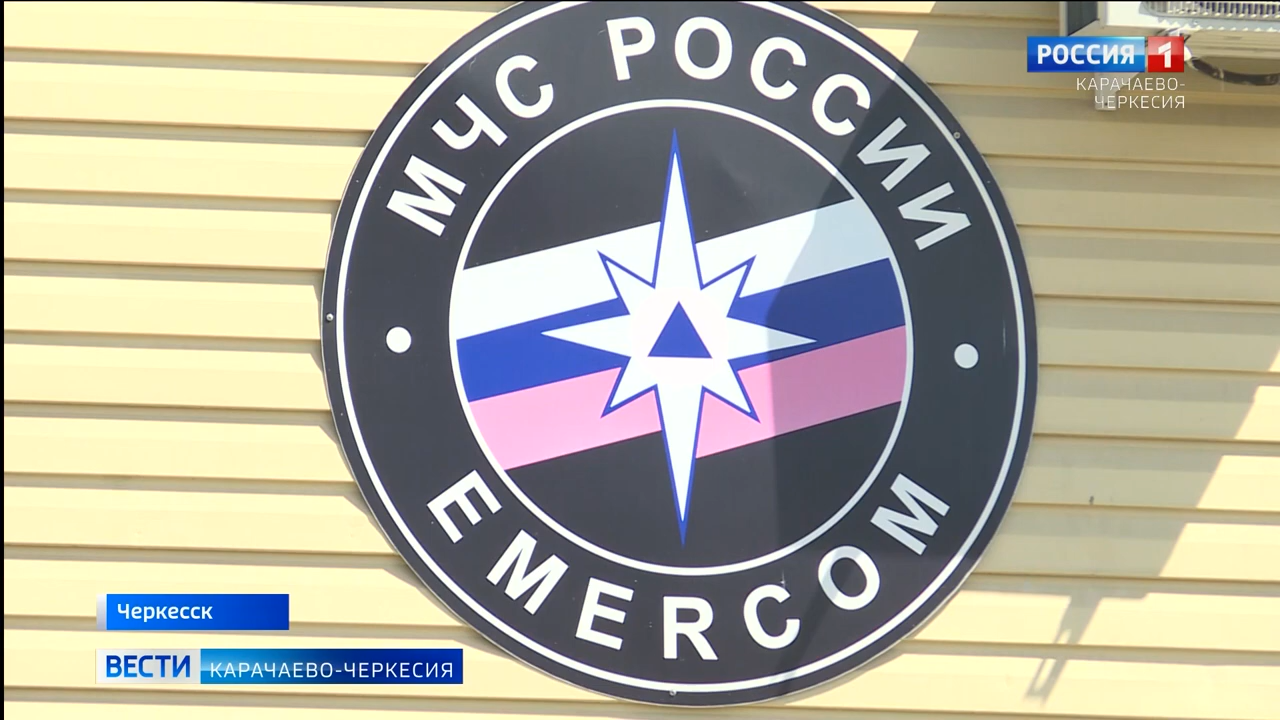 МЧС РОССИИ
EMERCOM
РОССИЯ 1
КАРАЧАЕВО-
ЧЕРКЕСИЯ
Черкесск
ВЕСТИ КАРАЧАЕВО-ЧЕРКЕСИЯ